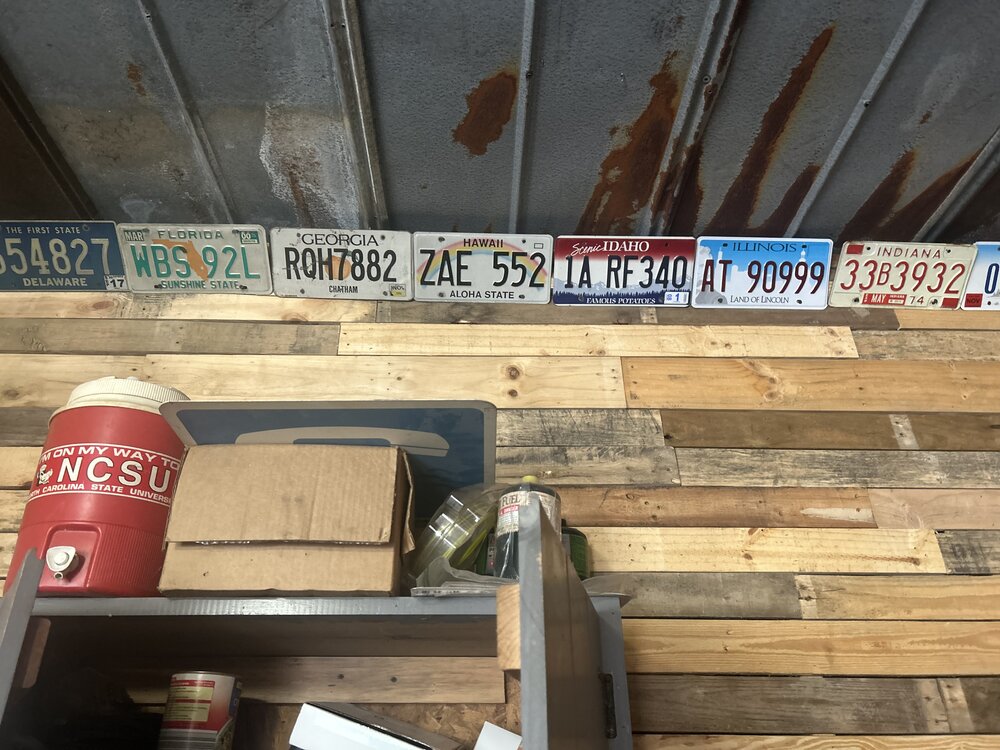 THE FIRST STATE
54827
DELAWARE
17
MAR FLORIDA 00
WBS 92L
SUNSHINE STATE
GEORGIA
RQH7882
CHATHAM
HAWAII
ZAE 552
ALOHA STATE
Scenic IDAHO
1A RF340
FAMOUS POTATOES
ILLINOIS
AT 90999
LAND OF LINCOLN
INDIANA
33B3932
MAY 74
NOV
I'M ON MY WAY TO
NCSU
NORTH CAROLINA STATE UNIVERSITY
FUEL